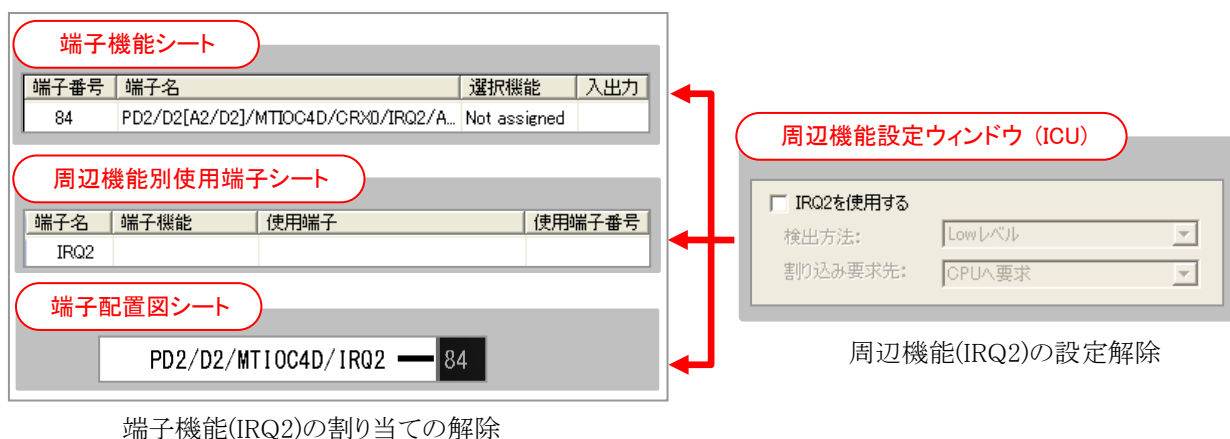 端子機能シート
端子番号 端子名 選択機能 入出力
84 PD2/D2[A2/D2]/MTIOC4D/CRX0/IRQ2/A... Not assigned
周辺機能別使用端子シート
端子名 端子機能 使用端子 使用端子番号
IRQ2
端子配置図シート
PD2/D2/MTIOC4D/IRQ2 84
端子機能(IRQ2)の割り当ての解除
周辺機能設定ウィンドウ (ICU)
IRQ2を使用する
検出方法: Lowレベル
割り込み要求先: CPUへ要求
周辺機能(IRQ2)の設定解除